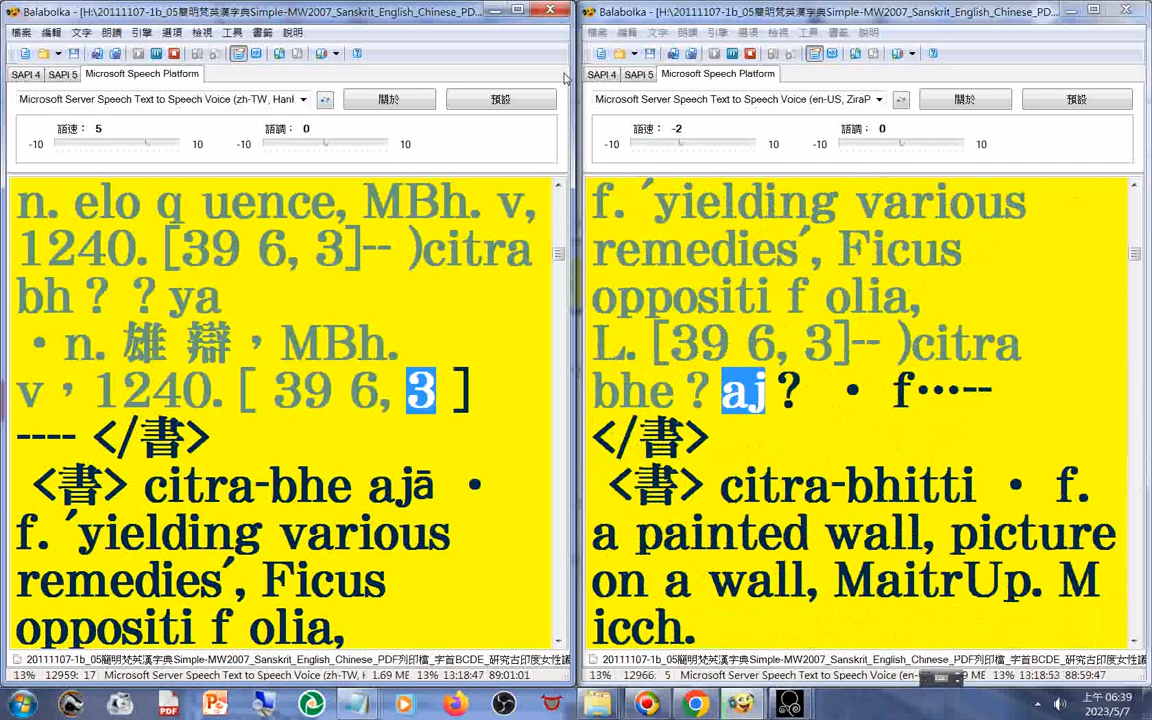 Balabolka - [H:\20111107-1b_05簡明梵英漢字典Simple-MW2007_Sanskrit_English_Chinese_PD...
檔案 編輯 文字 朗讀 引擎 選項 檢視 工具 書籤 說明
SAPI 4 SAPI 5 Microsoft Speech Platform
Microsoft Server Speech Text to Speech Voice (zh-TW, Hanl 關於 預設
語速： 5 語調： 0
-10 10 -10 10
n. elo q uence, MBh. v,
1240. [39 6, 3]-- )citra
bh？？ya
・n. 雄 辯，MBh.
v，1240. [ 39 6, 3 ]
---- </書>
<書> citra-bhe ajā ・
f. ´yielding various
remedies´, Ficus
oppositi f olia,
20111107-1b_05簡明梵英漢字典Simple-MW2007_Sanskrit_English_Chinese_PDF列印檔_字首BCDE_研究古印度女性議
13% 12959: 17 Microsoft Server Speech Text to Speech Voice (zh-TW, H 1.69 ME 13% 13:18:47 89:01:01
Balabolka - [H:\20111107-1b_05簡明梵英漢字典Simple-MW2007_Sanskrit_English_Chinese_PD...
檔案 編輯 文字 朗讀 引擎 選項 檢視 工具 書籤 說明
SAPI 4 SAPI 5 Microsoft Speech Platform
Microsoft Server Speech Text to Speech Voice (en-US, ZiraP 關於 預設
語速： -2 語調： 0
-10 10 -10 10
f. ´yielding various
remedies´, Ficus
oppositi f olia,
L. [39 6, 3]-- )citra
bhe？aj？ ・ f…--
</書>
<書> citra-bhitti ・ f.
a painted wall, picture
on a wall, MaitrUp. M
icch.
20111107-1b_05簡明梵英漢字典Simple-MW2007_Sanskrit_English_Chinese_PDF列印檔_字首BCDE_研究古印度女性議
13% 12966: 5 Microsoft Server Speech Text to Speech Voice (en-US, ME 13% 13:18:53 88:59:47
上午 06:39
2023/5/7